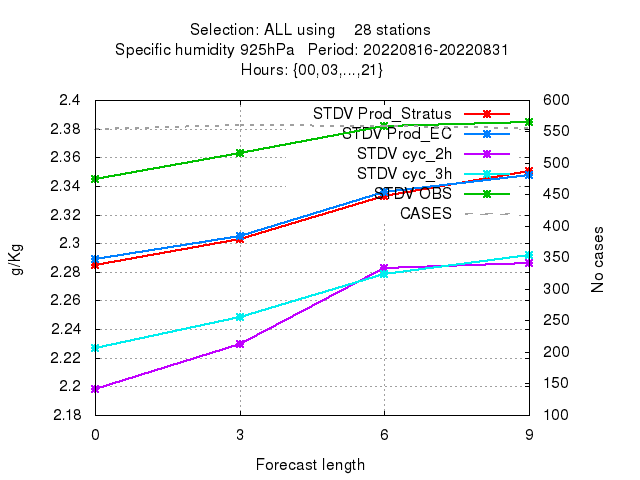 Selection: ALL using    28 stations
Specific humidity 925hPa   Period: 20220816-20220831
Hours: {00,03,...,21}
2.4
2.38
2.36
2.34
2.32
2.3
2.28
2.26
2.24
2.22
2.2
2.18
g/Kg
STDV Prod_Stratus
STDV Prod_EC
STDV cyc_2h
STDV cyc_3h
STDV OBS
CASES
600
550
500
450
400
350
300
250
200
150
100
No cases
0 3 6 9
Forecast length